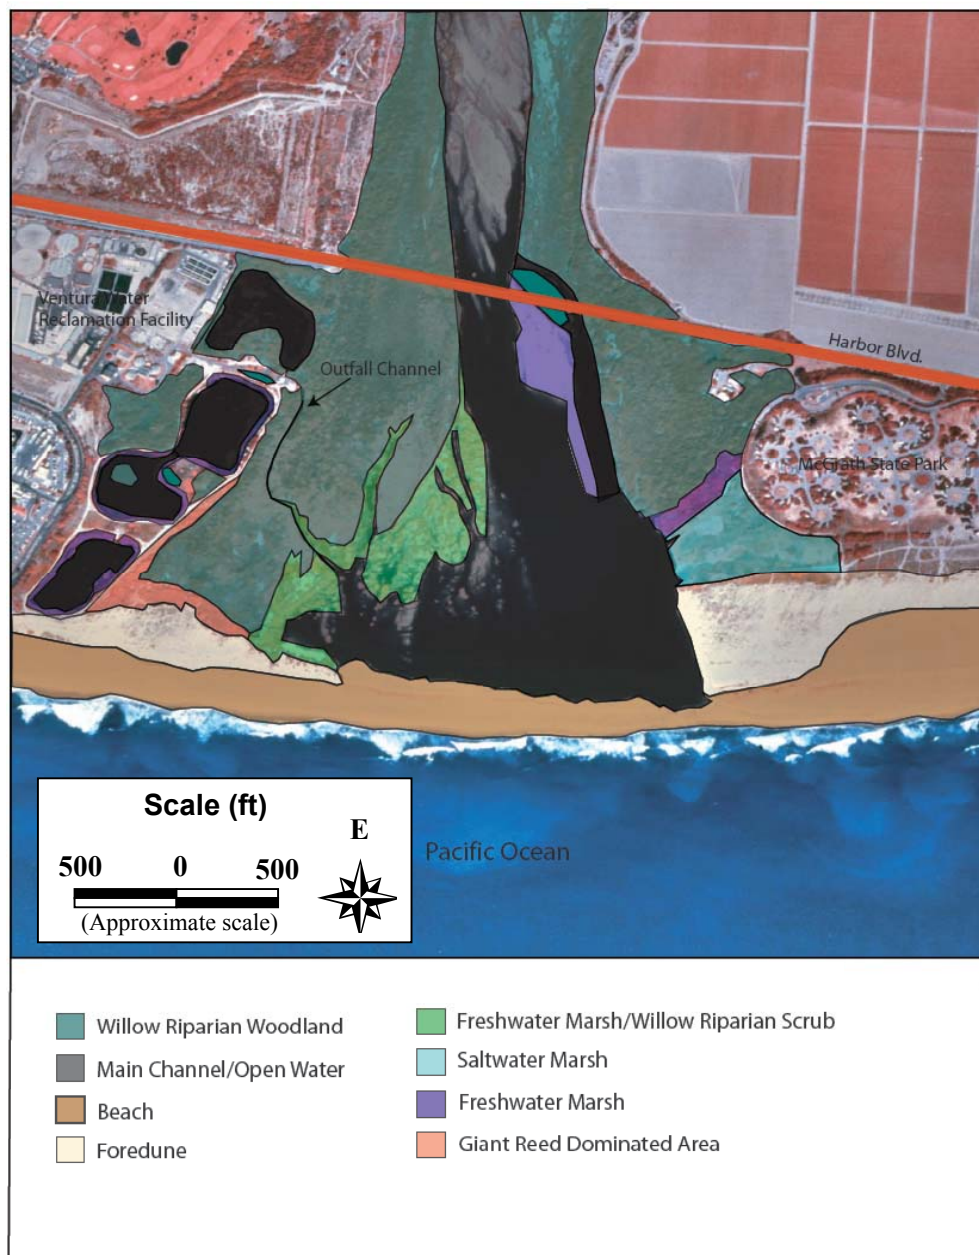 Ventura Water
Reclamation Facility
Outfall Channel
Harbor Blvd.
McGrath State Park
Pacific Ocean
Scale (ft)
E
500 0 500
(Approximate scale)
Willow Riparian Woodland
Main Channel/Open Water
Beach
Foredune
Freshwater Marsh/Willow Riparian Scrub
Saltwater Marsh
Freshwater Marsh
Giant Reed Dominated Area